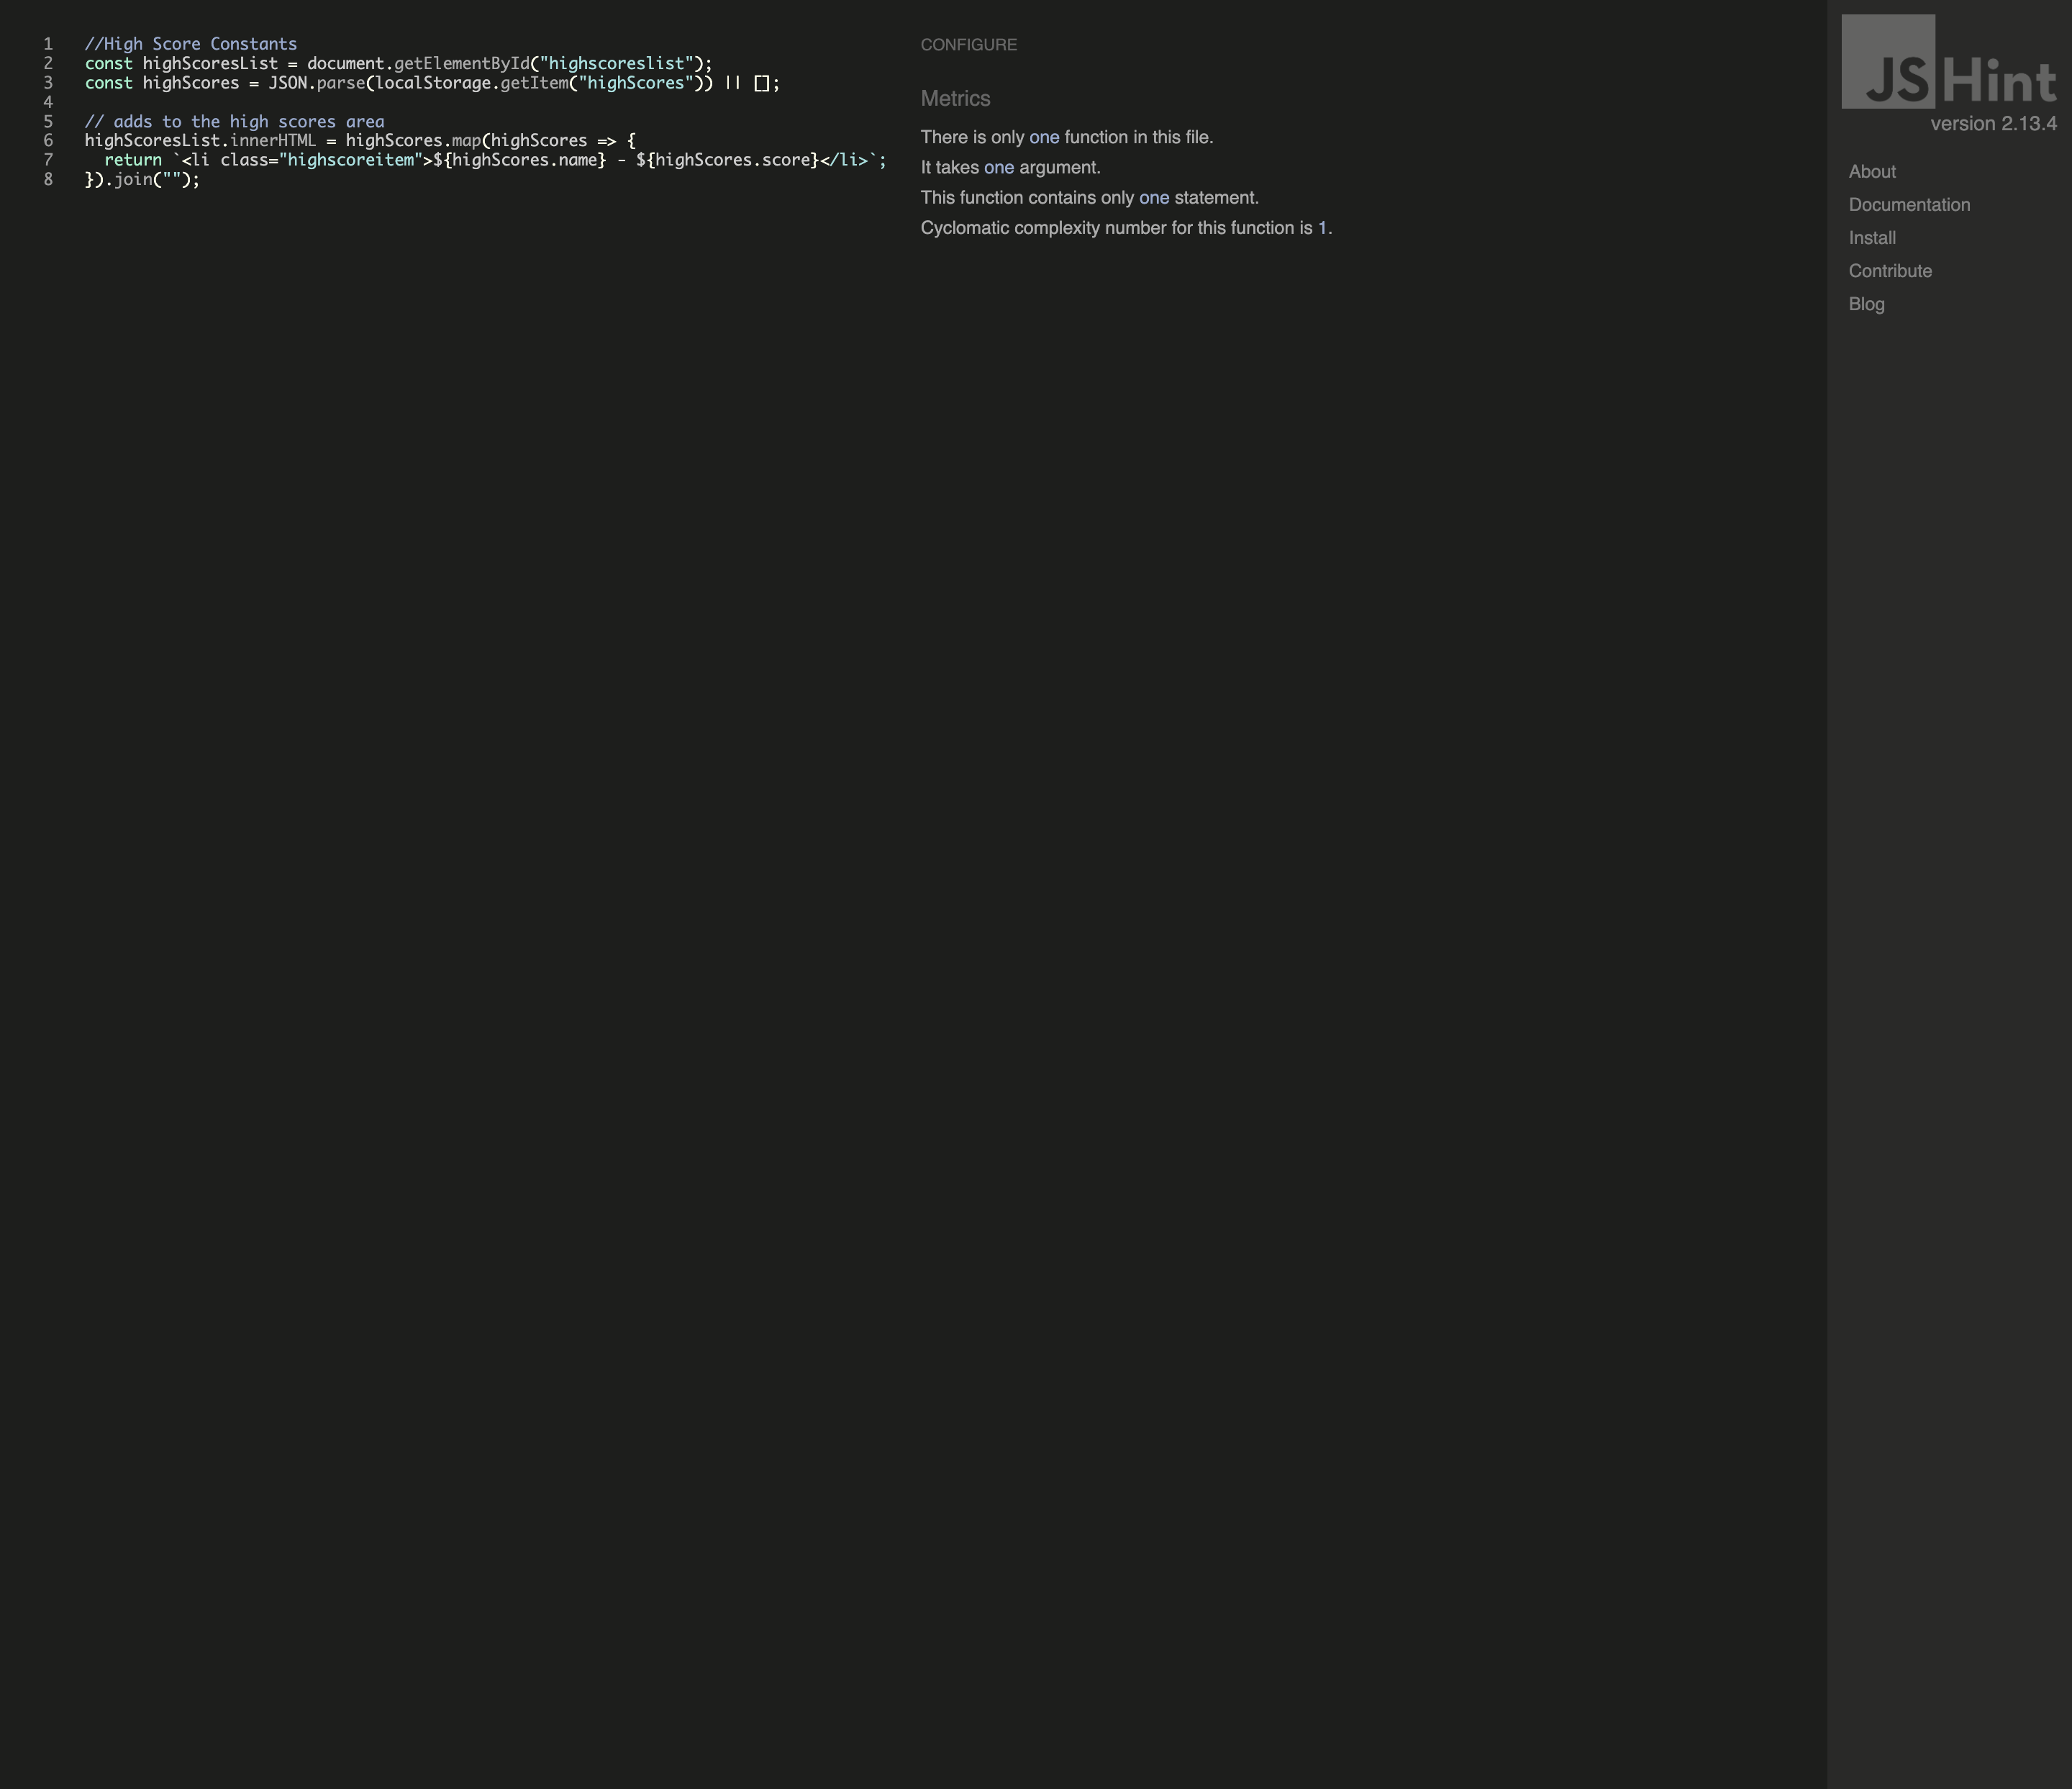 1 //High Score Constants
2 const highScoresList = document.getElementById("highscoreslist");
3 const highScores = JSON.parse(localStorage.getItem("highScores")) || [];
4
5 // adds to the high scores area
6 highScoresList.innerHTML = highScores.map(highScores => {
7   return `<li class="highscoreitem">${highScores.name} - ${highScores.score}</li>`;
8 }).join("");
CONFIGURE
Metrics
There is only one function in this file.
It takes one argument.
This function contains only one statement.
Cyclomatic complexity number for this function is 1.
JSHint
version 2.13.4
About
Documentation
Install
Contribute
Blog